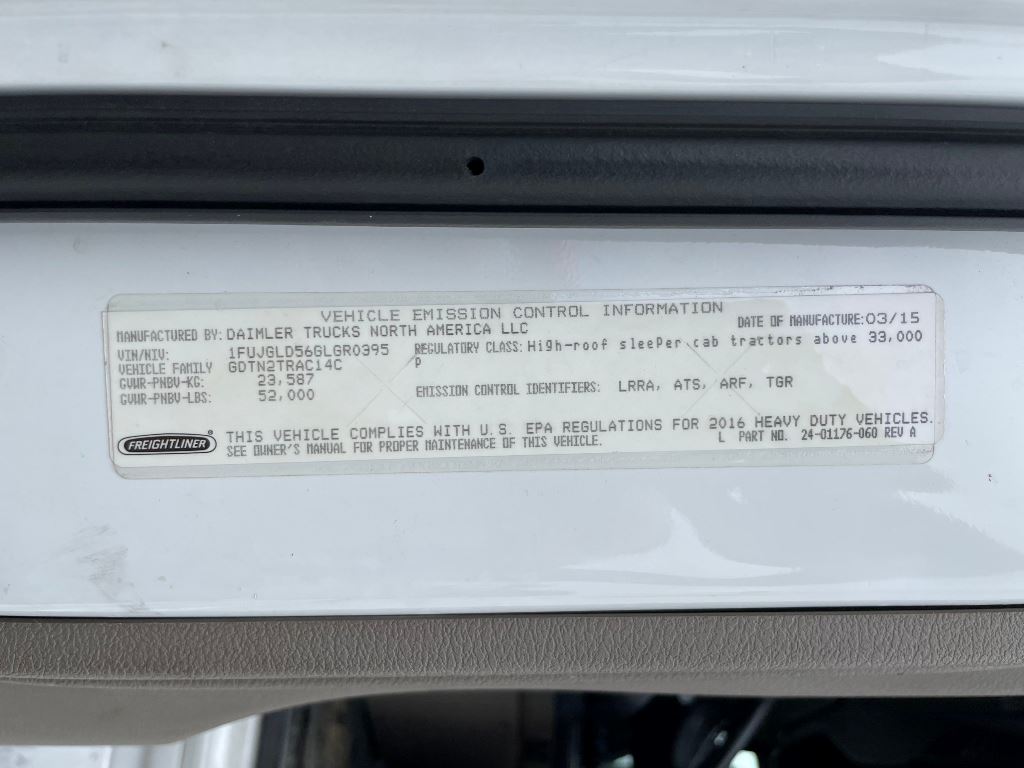 VEHICLE EMISSION CONTROL INFORMATION
MANUFACTURED BY: DAIMLER TRUCKS NORTH AMERICA LLC DATE OF MANUFACTURE: 03/15
VIN/NIV: 1FUJGLD56GLGR0395 REGULATORY CLASS: High-roof sleeper cab tractors above 33,000
VEHICLE FAMILY GDTN2TRAC14C P
GVWR-PNBV-KG: 23,587
GVWR-PNBV-LBS: 52,000 EMISSION CONTROL IDENTIFIERS: LRRA, ATS, ARF, TGR
FREIGHTLINER THIS VEHICLE COMPLIES WITH U.S. EPA REGULATIONS FOR 2016 HEAVY DUTY VEHICLES.
SEE OWNER'S MANUAL FOR PROPER MAINTENANCE OF THIS VEHICLE. L PART NO. 24-01176-060 REV A